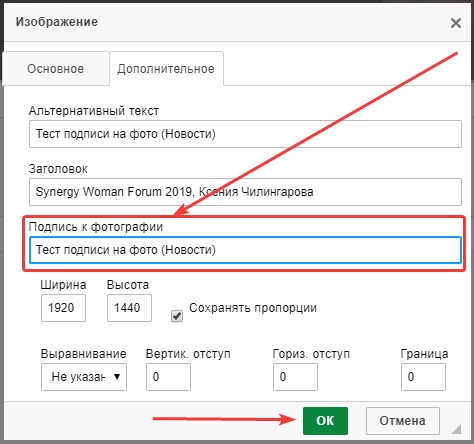 Изображение
Основное Дополнительное
Альтернативный текст
Тест подписи на фото (Новости)
Заголовок
Synergy Woman Forum 2019, Ксения Чилингарова
Подпись к фотографии
Тест подписи на фото (Новости)
Ширина Высота
1920 1440 Сохранять пропорции
Выравнивание Вертик. отступ Гориз. отступ Граница
Не указан 0 0 0
ОК Отмена